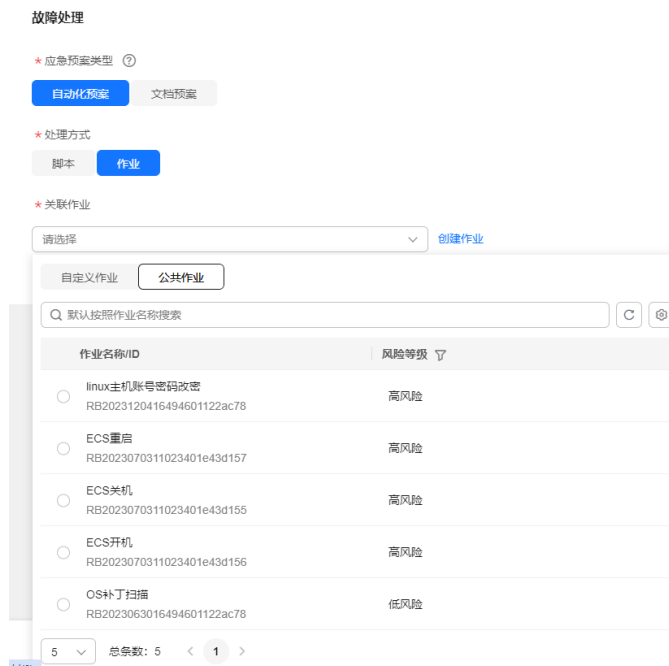 故障处理
* 应急预案类型 ?
自动化预案 文档预案
* 处理方式
脚本 作业
* 关联作业
请选择 创建作业
自定义作业 公共作业
默认按照作业名称搜索
作业名称/ID 风险等级
linux主机账号密码改密
RB2023120416494601122ac78
高风险
ECS重启
RB2023070311023401e43d157
高风险
ECS关机
RB2023070311023401e43d155
高风险
ECS开机
RB2023070311023401e43d156
高风险
OS补丁扫描
RB2023063016494601122ac78
低风险
5 总条数: 5 < 1 >